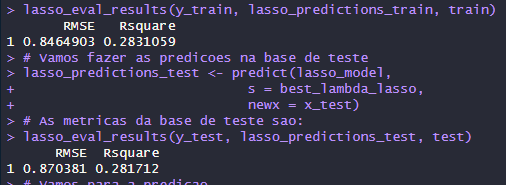 > lasso_eval_results(y_train, lasso_predictions_train, train)
       RMSE   Rsquare
1 0.8464903 0.2831059
> # Vamos fazer as predicoes na base de teste
> lasso_predictions_test <- predict(lasso_model,
+                                   s = best_lambda_lasso,
+                                   newx = x_test)
> # As metricas da base de teste sao:
> lasso_eval_results(y_test, lasso_predictions_test, test)
      RMSE  Rsquare
1 0.870381 0.281712
> # Vamos para a predicao